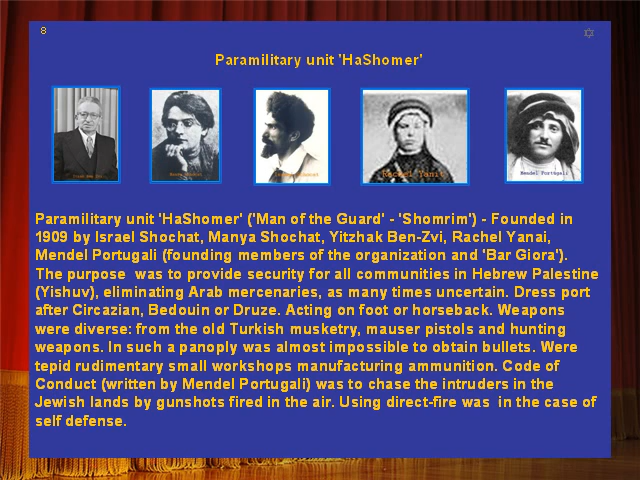 8
Paramilitary unit 'HaShomer'
Rachel Yanit
Mendel Portugali
Paramilitary unit 'HaShomer' ('Man of the Guard' - 'Shomrim') - Founded in
1909 by Israel Shochat, Manya Shochat, Yitzhak Ben-Zvi, Rachel Yanai,
Mendel Portugali (founding members of the organization and 'Bar Giora').
The purpose was to provide security for all communities in Hebrew Palestine
(Yishuv), eliminating Arab mercenaries, as many times uncertain. Dress port
after Circazian, Bedouin or Druze. Acting on foot or horseback. Weapons
were diverse: from the old Turkish musketry, mauser pistols and hunting
weapons. In such a panoply was almost impossible to obtain bullets. Were
tepid rudimentary small workshops manufacturing ammunition. Code of
Conduct (written by Mendel Portugali) was to chase the intruders in the
Jewish lands by gunshots fired in the air. Using direct-fire was in the case of
self defense.